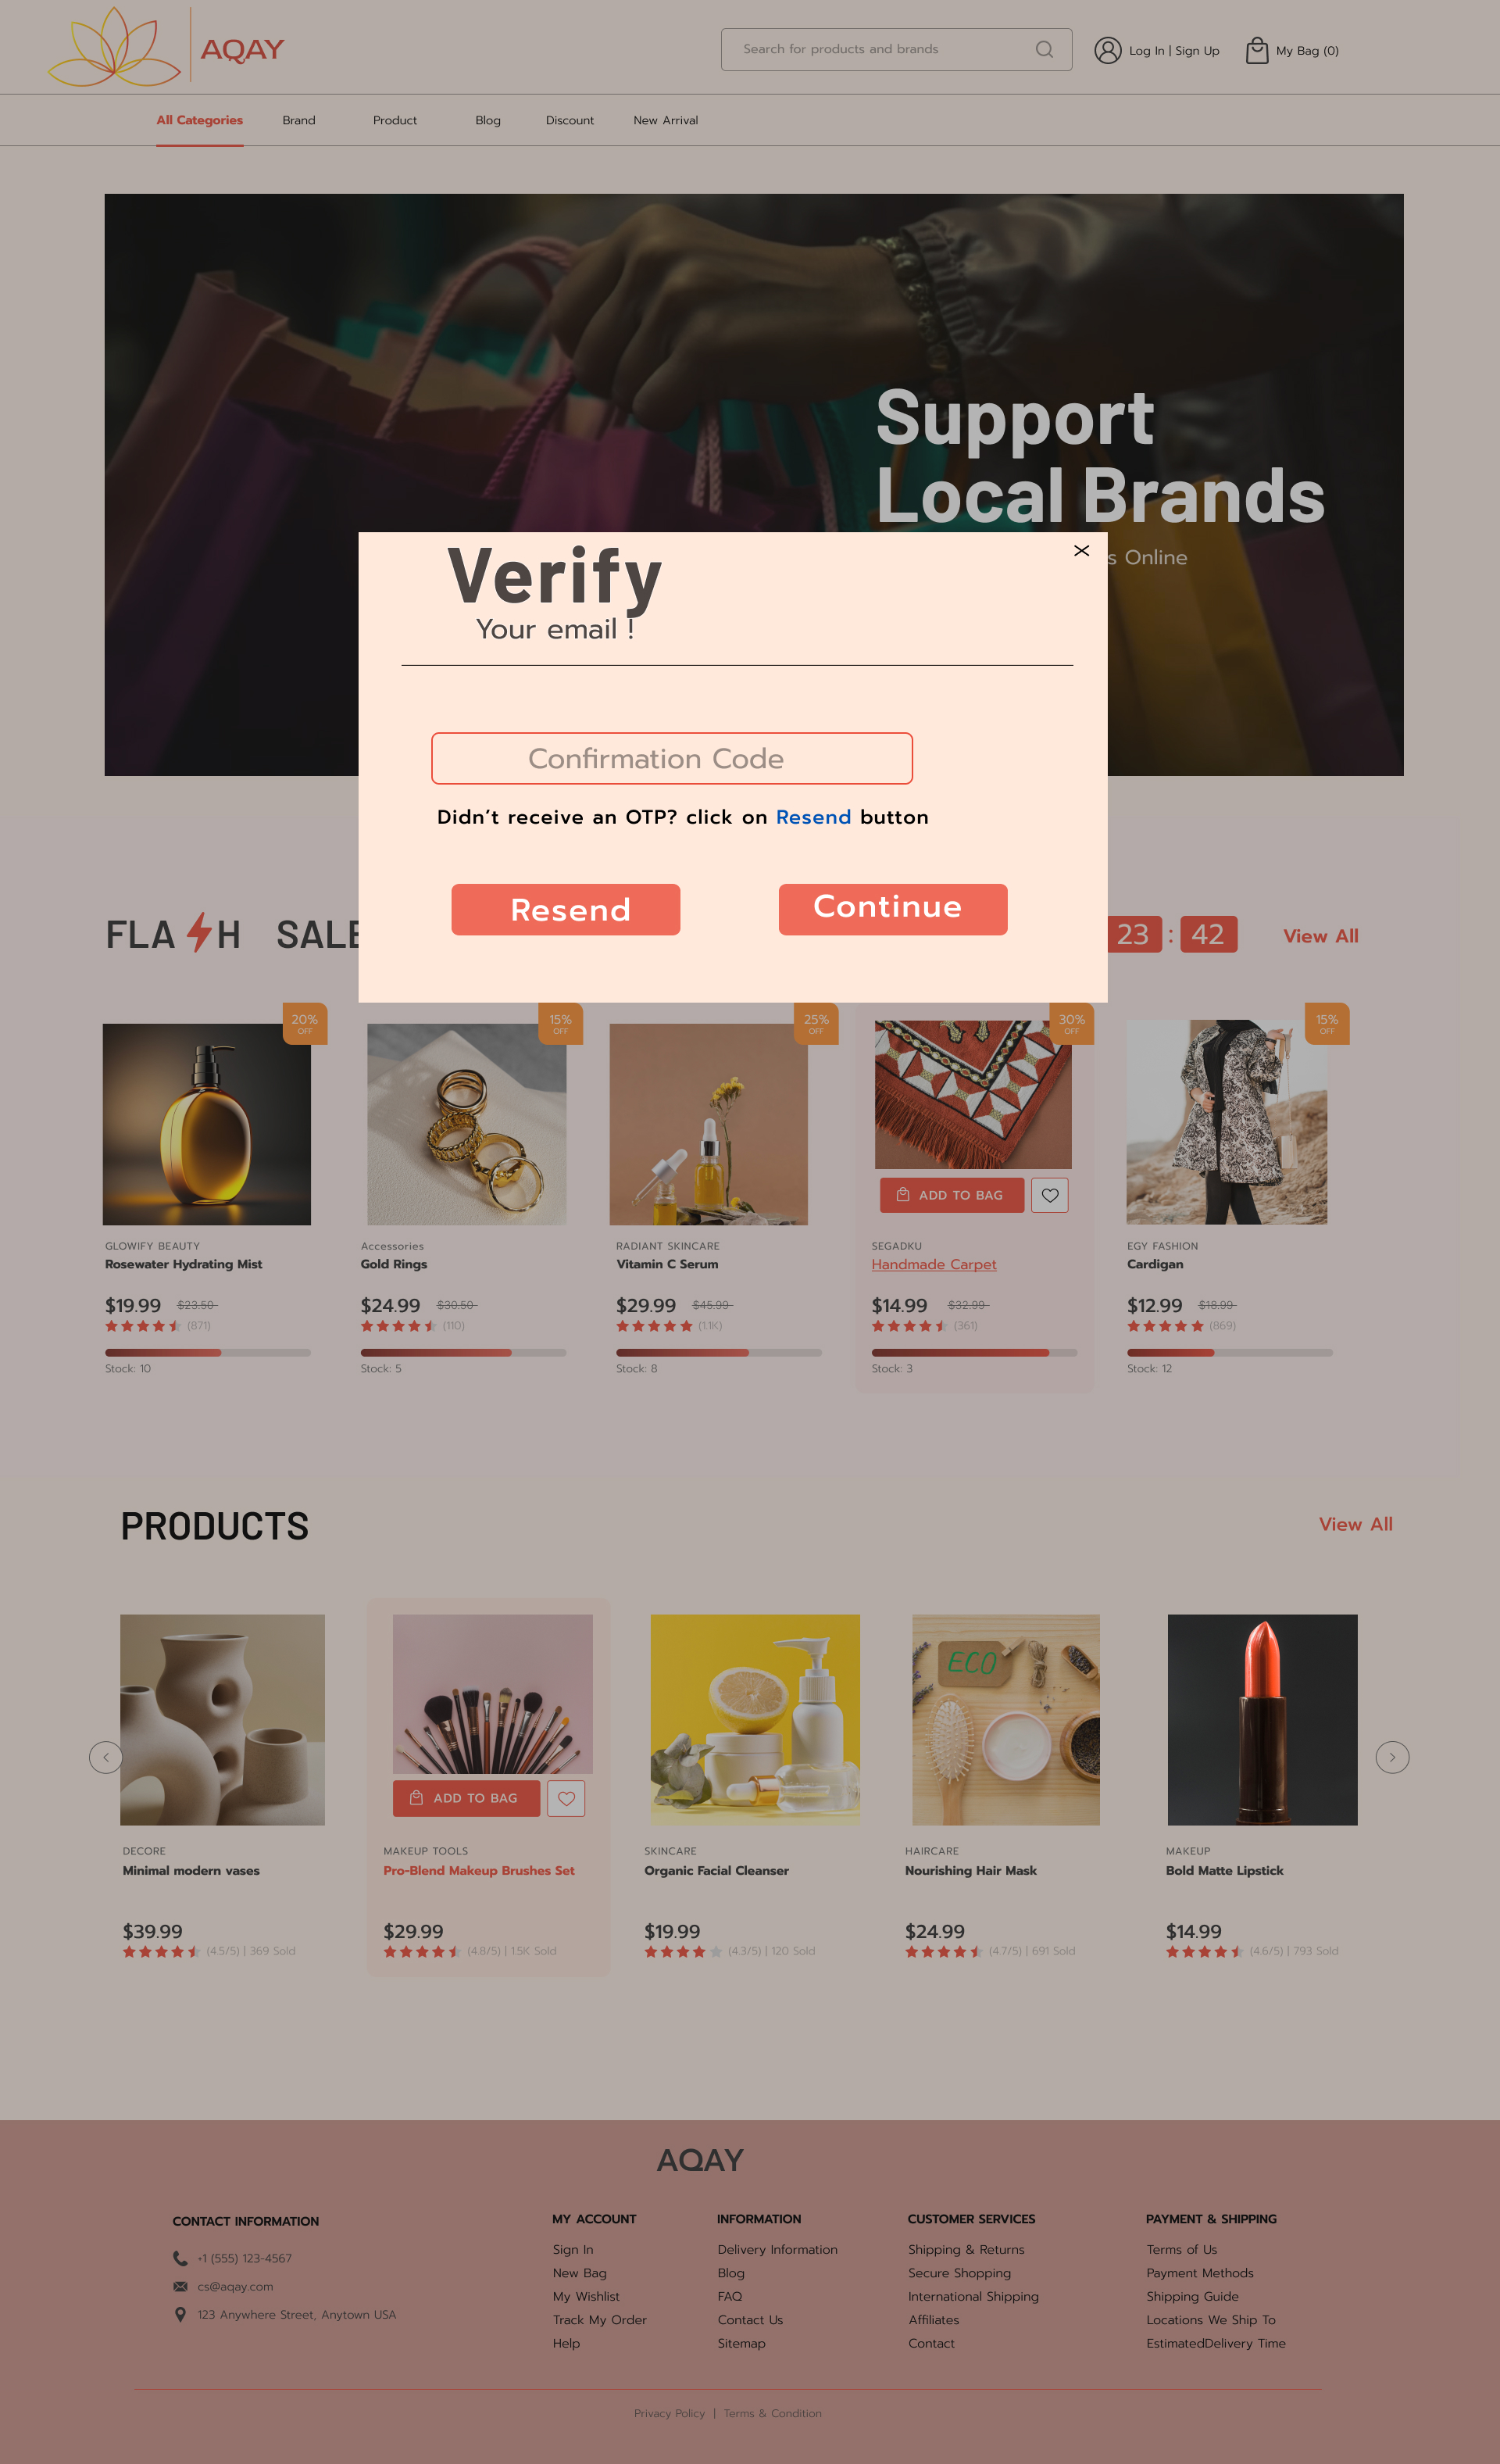 AQAY
Search for products and brands
Log In | Sign Up
My Bag (0)
All Categories Brand Product Blog Discount New Arrival
Support
Local Brands
s Online
Verify
Your email !
Confirmation Code
Didn’t receive an OTP? click on Resend button
Resend Continue
FLA H SALE
23 : 42
View All
20% OFF
15% OFF
25% OFF
30% OFF
15% OFF
ADD TO BAG
GLOWIFY BEAUTY
Rosewater Hydrating Mist
$19.99 $23.50
(871)
Stock: 10
Accessories
Gold Rings
$24.99 $30.50
(110)
Stock: 5
RADIANT SKINCARE
Vitamin C Serum
$29.99 $45.99
(1.1K)
Stock: 8
SEGADKU
Handmade Carpet
$14.99 $32.99
(361)
Stock: 3
EGY FASHION
Cardigan
$12.99 $18.99
(869)
Stock: 12
PRODUCTS
View All
ECO
ADD TO BAG
DECORE
Minimal modern vases
$39.99
(4.5/5) | 369 Sold
MAKEUP TOOLS
Pro-Blend Makeup Brushes Set
$29.99
(4.8/5) | 1.5K Sold
SKINCARE
Organic Facial Cleanser
$19.99
(4.3/5) | 120 Sold
HAIRCARE
Nourishing Hair Mask
$24.99
(4.7/5) | 691 Sold
MAKEUP
Bold Matte Lipstick
$14.99
(4.6/5) | 793 Sold
AQAY
CONTACT INFORMATION
+1 (555) 123-4567
cs@aqay.com
123 Anywhere Street, Anytown USA
MY ACCOUNT
Sign In
New Bag
My Wishlist
Track My Order
Help
INFORMATION
Delivery Information
Blog
FAQ
Contact Us
Sitemap
CUSTOMER SERVICES
Shipping & Returns
Secure Shopping
International Shipping
Affiliates
Contact
PAYMENT & SHIPPING
Terms of Us
Payment Methods
Shipping Guide
Locations We Ship To
EstimatedDelivery Time
Privacy Policy | Terms & Condition